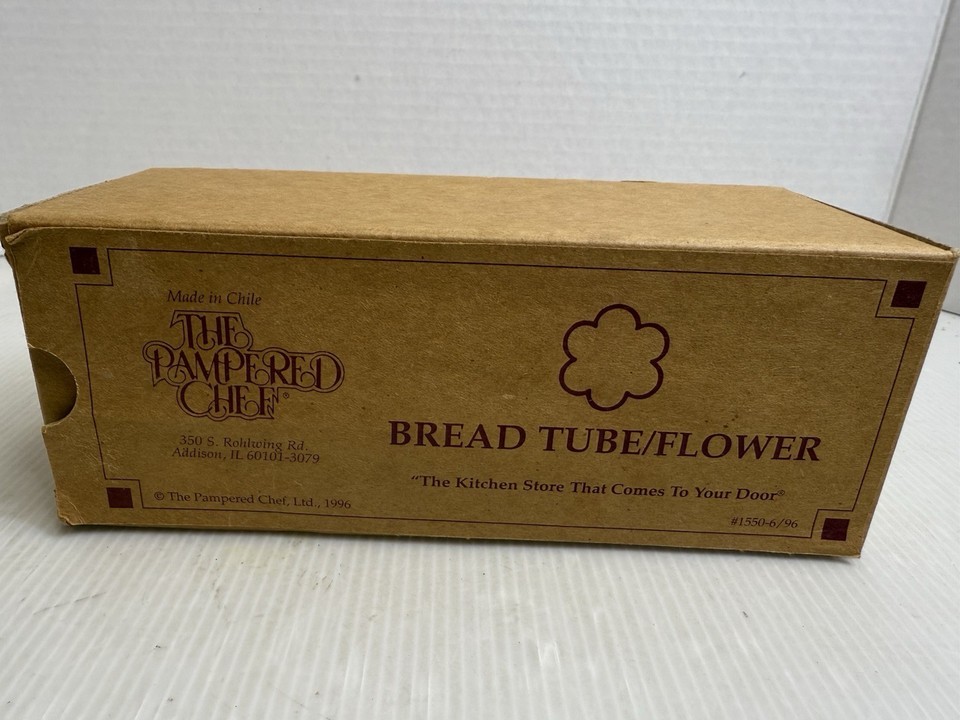 Made in Chile
THE
PAMPERED
CHEF®
350 S. Rohlwing Rd.
Addison, IL 60101-3079
© The Pampered Chef, Ltd., 1996
BREAD TUBE/FLOWER
"The Kitchen Store That Comes To Your Door®
#1550-6/96